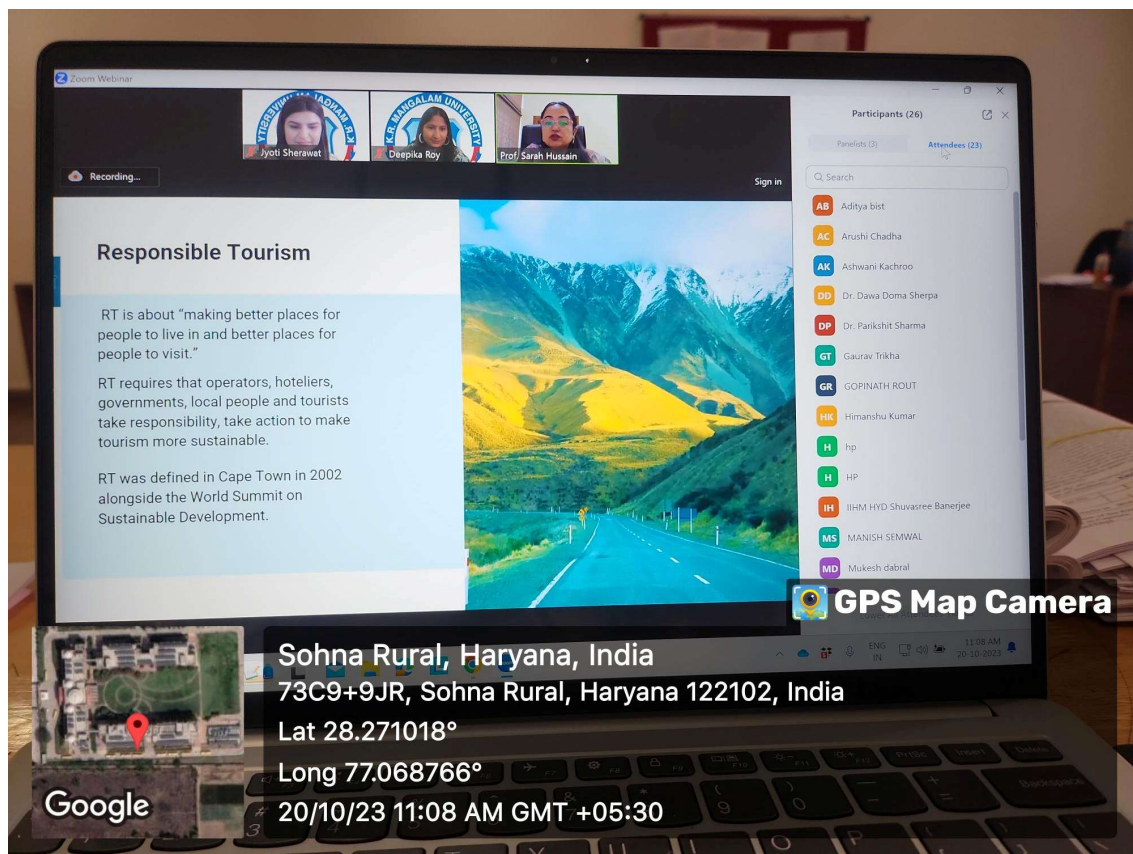 Zoom Webinar
K.R. MANGALAM UNIVERSITY
Jyoti Sherawat
Deepika Roy
Prof. Sarah Hussain
Recording...
Sign in
Responsible Tourism
RT is about “making better places for
people to live in and better places for
people to visit.”
RT requires that operators, hoteliers,
governments, local people and tourists
take responsibility, take action to make
tourism more sustainable.
RT was defined in Cape Town in 2002
alongside the World Summit on
Sustainable Development.
Participants (26)
Panelists (3)
Attendees (23)
Search
AB Aditya bist
AC Arushi Chadha
AK Ashwani Kachroo
DD Dr. Dawa Doma Sherpa
DP Dr. Parikshit Sharma
GT Gaurav Trikha
GR GOPINATH ROUT
HK Himanshu Kumar
H hp
H HP
IH IIHM HYD Shuvasree Banerjee
MS MANISH SEMWAL
MD Mukesh dabral
ENG
IN
11:08 AM
20-10-2023
GPS Map Camera
Sohna Rural, Haryana, India
73C9+9JR, Sohna Rural, Haryana 122102, India
Lat 28.271018°
Long 77.068766°
20/10/23 11:08 AM GMT +05:30
Google
PrtSc
Insert
Delete
Backspace